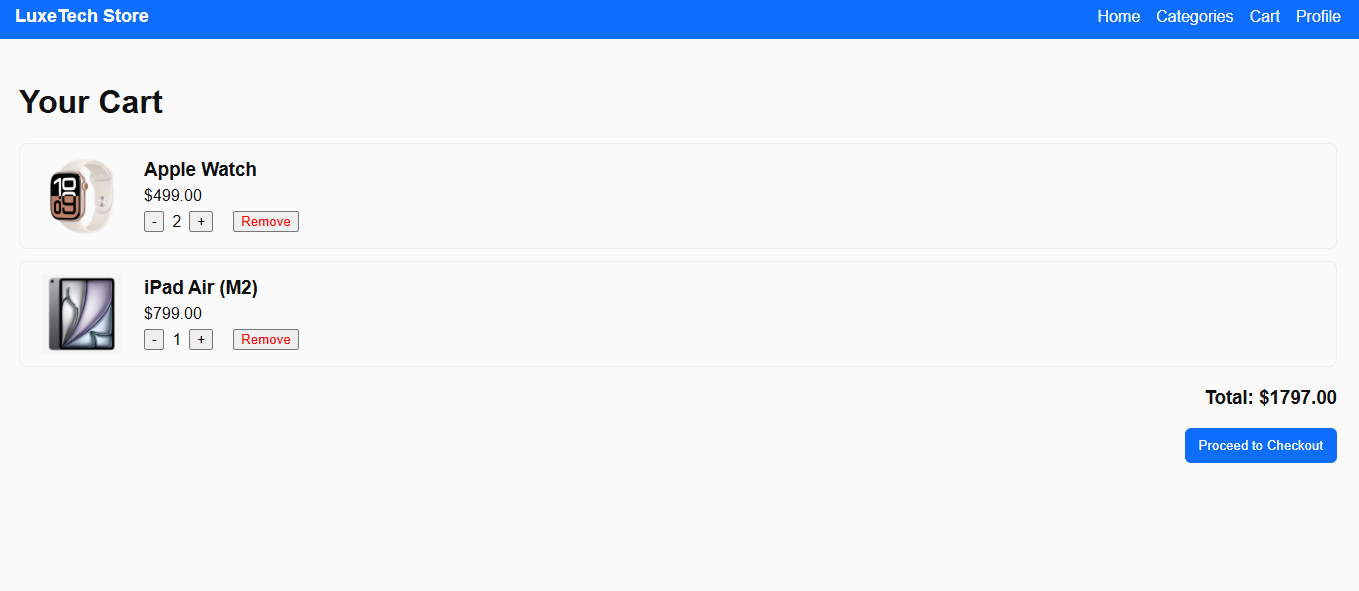 LuxeTech Store Home Categories Cart Profile
Your Cart
10
09
Apple Watch
$499.00
- 2 + Remove
iPad Air (M2)
$799.00
- 1 + Remove
Total: $1797.00
Proceed to Checkout